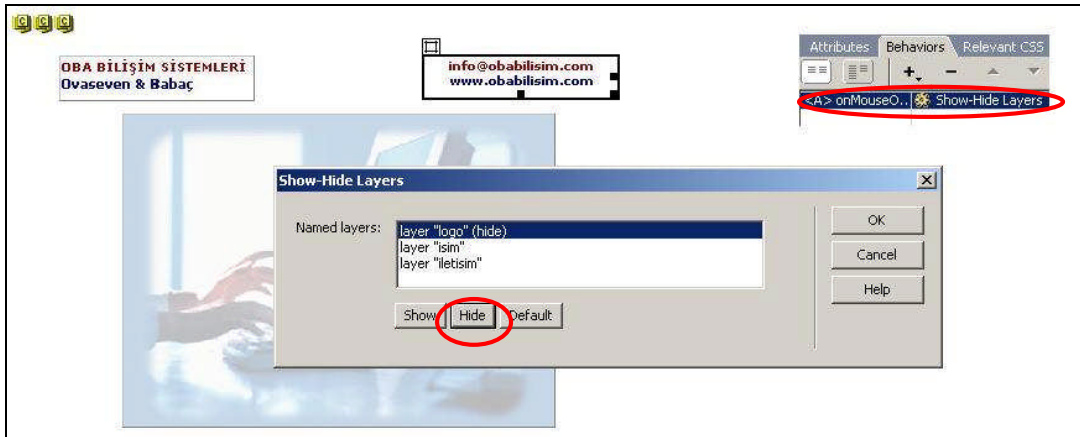 OBA BİLİŞİM SİSTEMLERİ
Ovaseven & Babaç
info@obabilisim.com
www.obabilisim.com
Attributes Behaviors Relevant CSS
<A> onMouseO.. Show-Hide Layers
Show-Hide Layers
Named layers:
layer "logo" (hide)
layer "isim"
layer "iletisim"
OK
Cancel
Help
Show Hide Default